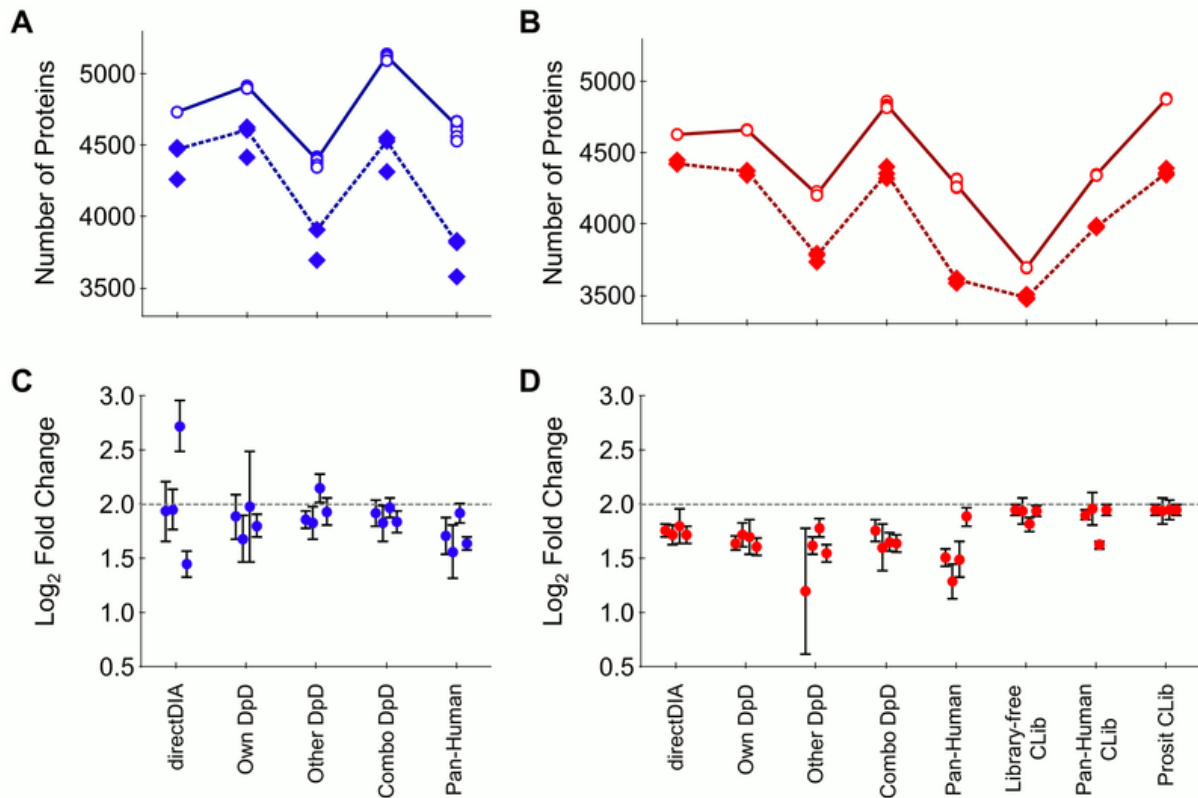 A
B
Number of Proteins
5000
4500
4000
3500
Number of Proteins
5000
4500
4000
3500
C
D
Log2 Fold Change
3.0
2.5
2.0
1.5
1.0
0.5
Log2 Fold Change
3.0
2.5
2.0
1.5
1.0
0.5
directDIA
Own DpD
Other DpD
Combo DpD
Pan-Human
directDIA
Own DpD
Other DpD
Combo DpD
Pan-Human
Library-free
CLib
Pan-Human
CLib
Prosit CLib